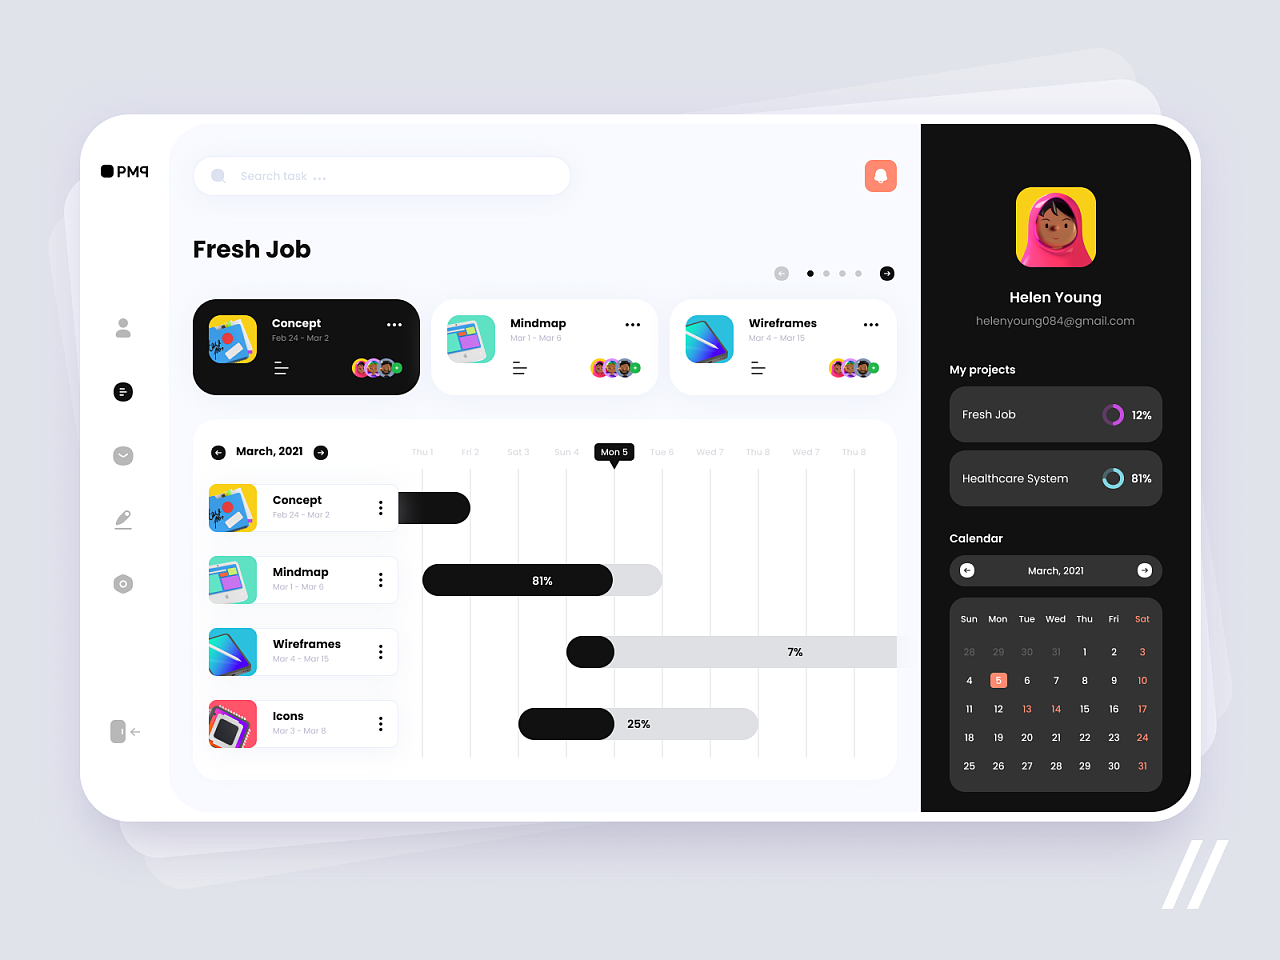 PMP
Search task ...
Fresh Job
Concept
Feb 24 - Mar 2
Mindmap
Mar 1 - Mar 6
Wireframes
Mar 4 - Mar 15
March, 2021
Thu 1 Fri 2 Sat 3 Sun 4 Mon 5 Tue 6 Wed 7 Thu 8 Wed 7 Thu 8
Concept
Feb 24 - Mar 2
Mindmap
Mar 1 - Mar 6
81%
Wireframes
Mar 4 - Mar 15
7%
Icons
Mar 3 - Mar 8
25%
Helen Young
helenyoung084@gmail.com
My projects
Fresh Job 12%
Healthcare System 81%
Calendar
March, 2021
Sun Mon Tue Wed Thu Fri Sat
28 29 30 31 1 2 3
4 5 6 7 8 9 10
11 12 13 14 15 16 17
18 19 20 21 22 23 24
25 26 27 28 29 30 31